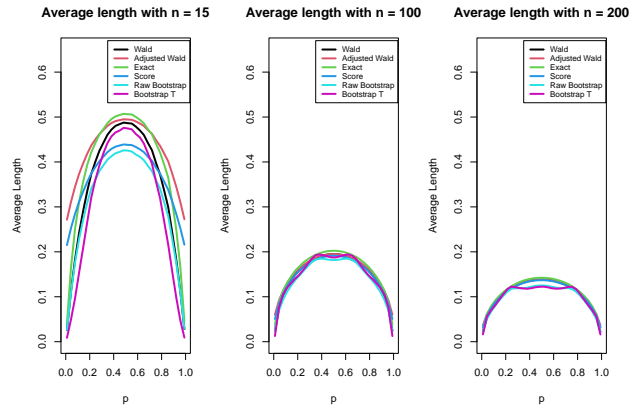 Average length with n = 15
Average length with n = 100
Average length with n = 200
Wald
Adjusted Wald
Exact
Score
Raw Bootstrap
Bootstrap T
Wald
Adjusted Wald
Exact
Score
Raw Bootstrap
Bootstrap T
Wald
Adjusted Wald
Exact
Score
Raw Bootstrap
Bootstrap T
Average Length
0.6
0.5
0.4
0.3
0.2
0.1
0.0
0.0 0.2 0.4 0.6 0.8 1.0
p
Average Length
0.6
0.5
0.4
0.3
0.2
0.1
0.0
0.0 0.2 0.4 0.6 0.8 1.0
p
Average Length
0.6
0.5
0.4
0.3
0.2
0.1
0.0
0.0 0.2 0.4 0.6 0.8 1.0
p